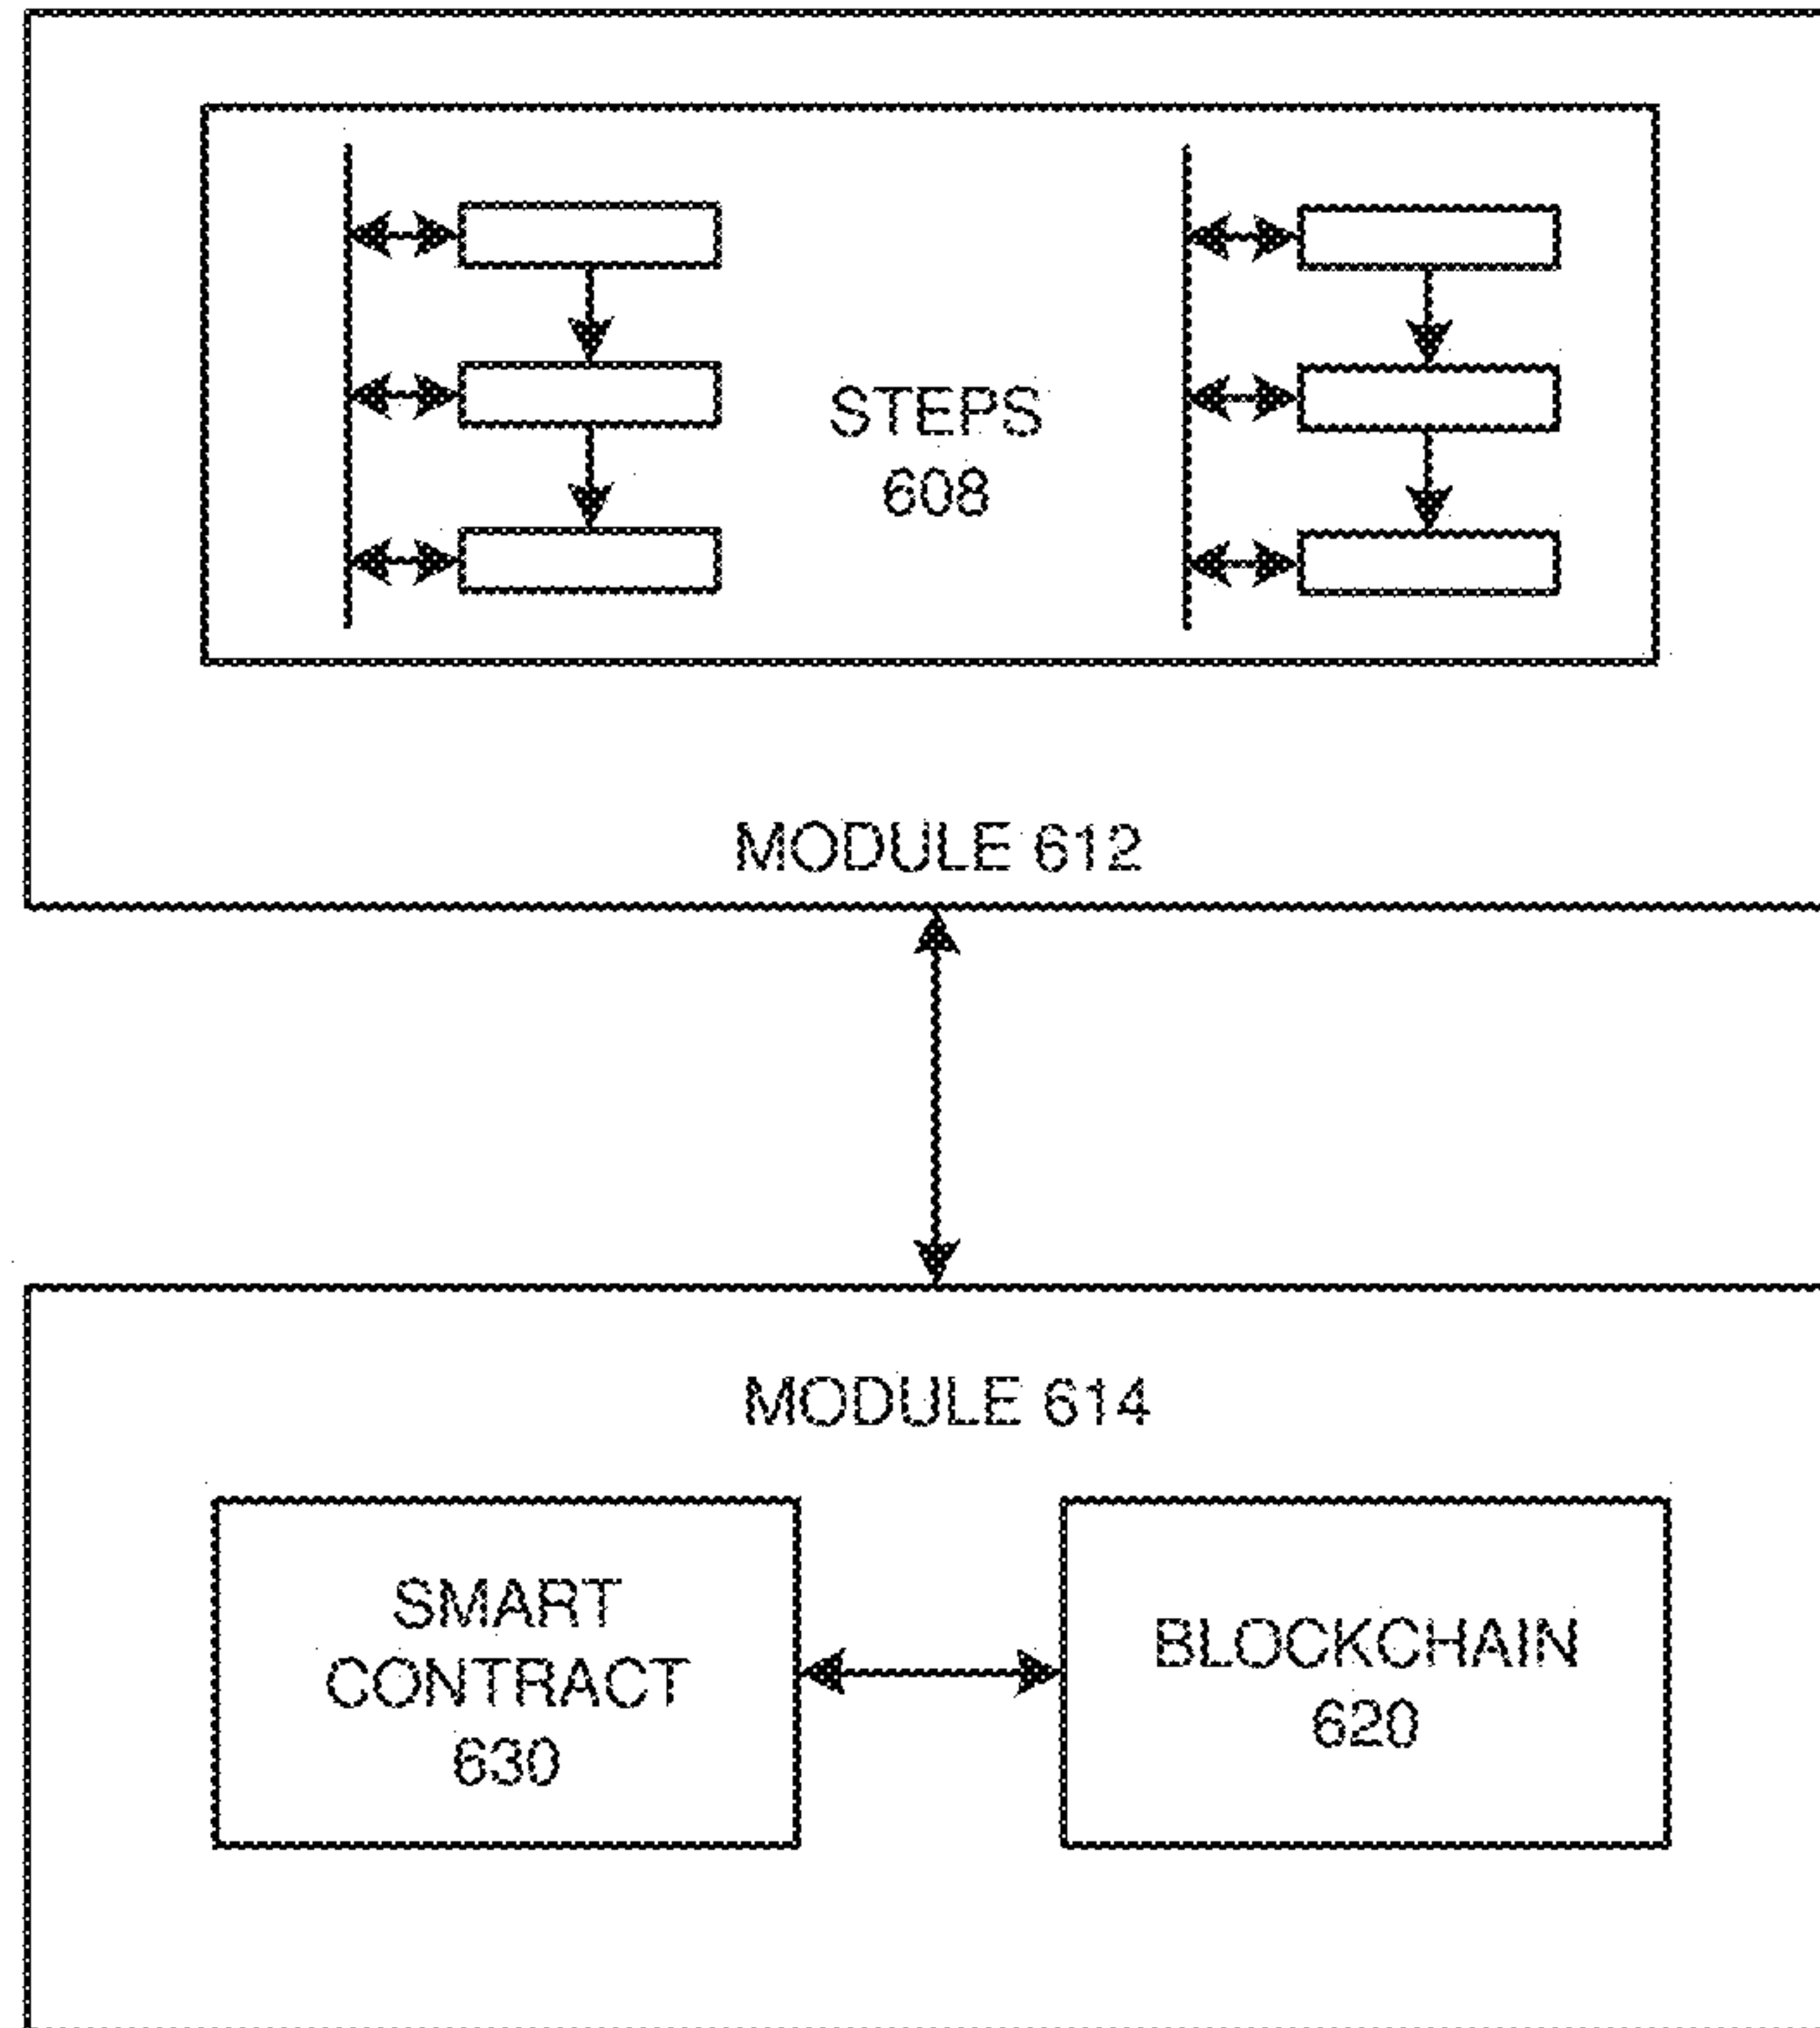 STEPS
608
MODULE 612
MODULE 614
SMART
CONTRACT
630
BLOCKCHAIN
620